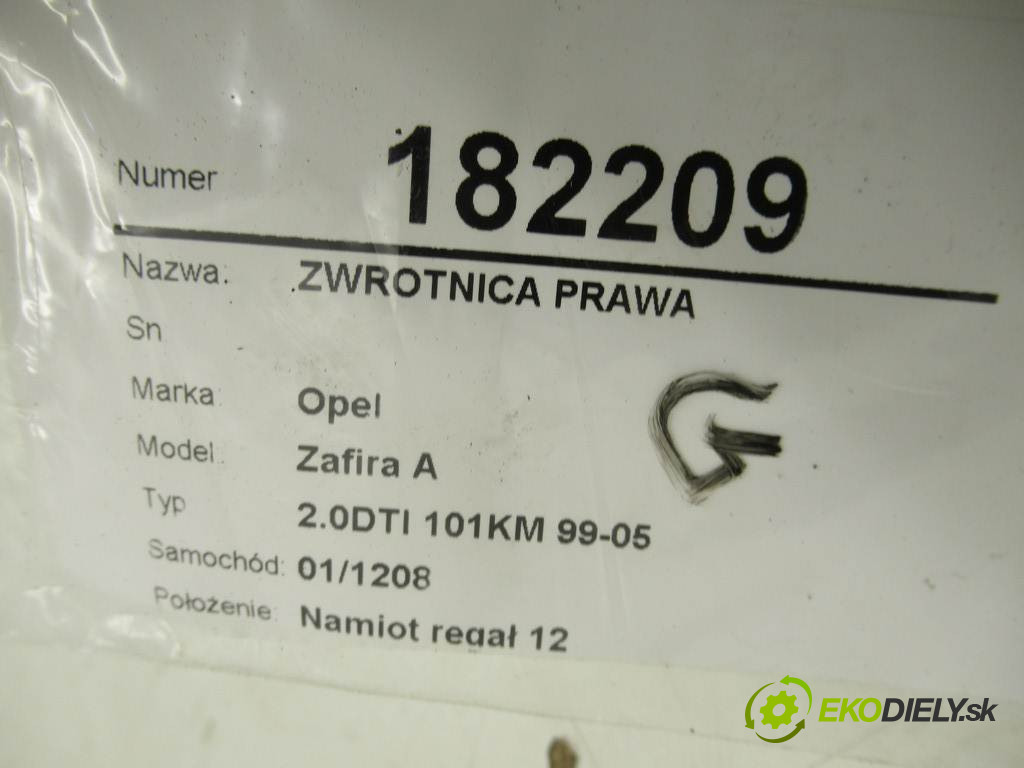 Numer 182209
Nazwa: ZWROTNICA PRAWA
Sn
Marka: Opel
Model: Zafira A
Typ 2.0DTI 101KM 99-05
Samochód: 01/1208
Położenie: Namiot regał 12
G
EKODIELY.sk